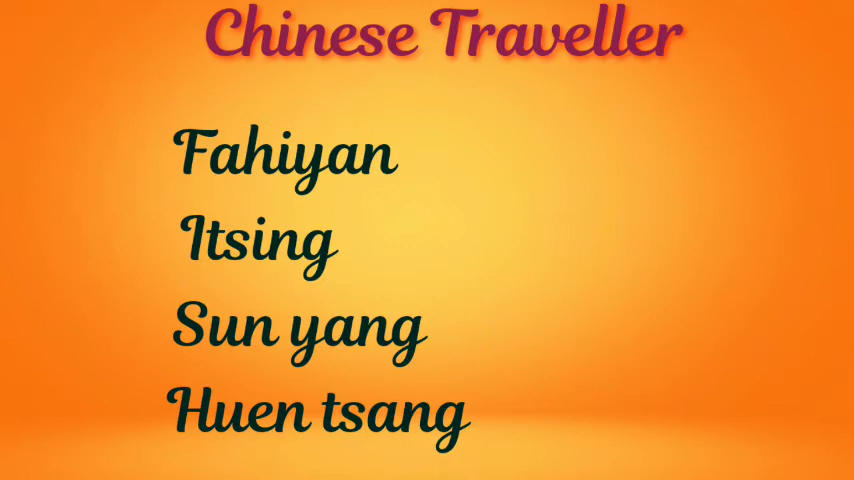 Chinese Traveller
Fahiyan
Itsing
Sun yang
Huen tsang